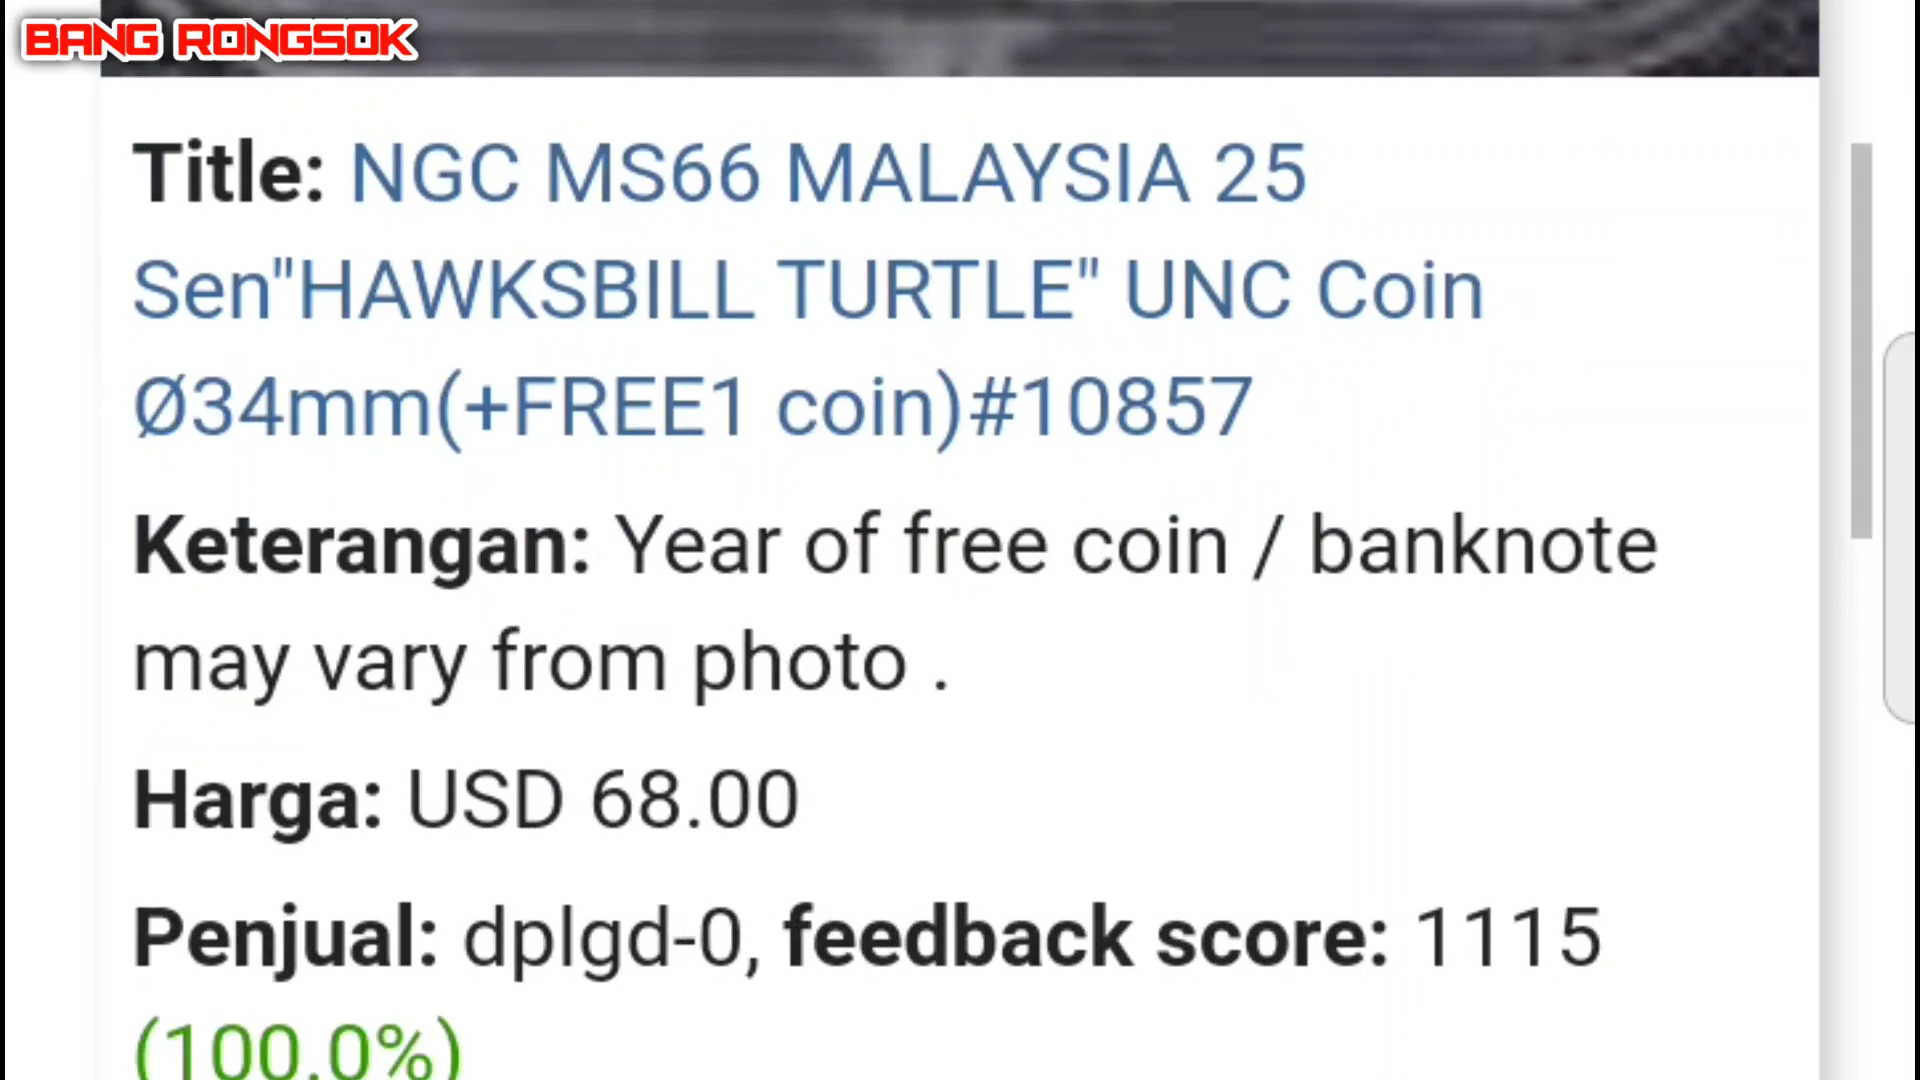 BANG RONGSOK
Title: NGC MS66 MALAYSIA 25
Sen"HAWKSBILL TURTLE" UNC Coin
Ø34mm(+FREE1 coin)#10857
Keterangan: Year of free coin / banknote
may vary from photo .
Harga: USD 68.00
Penjual: dplgd-0, feedback score: 1115
(100.0%)